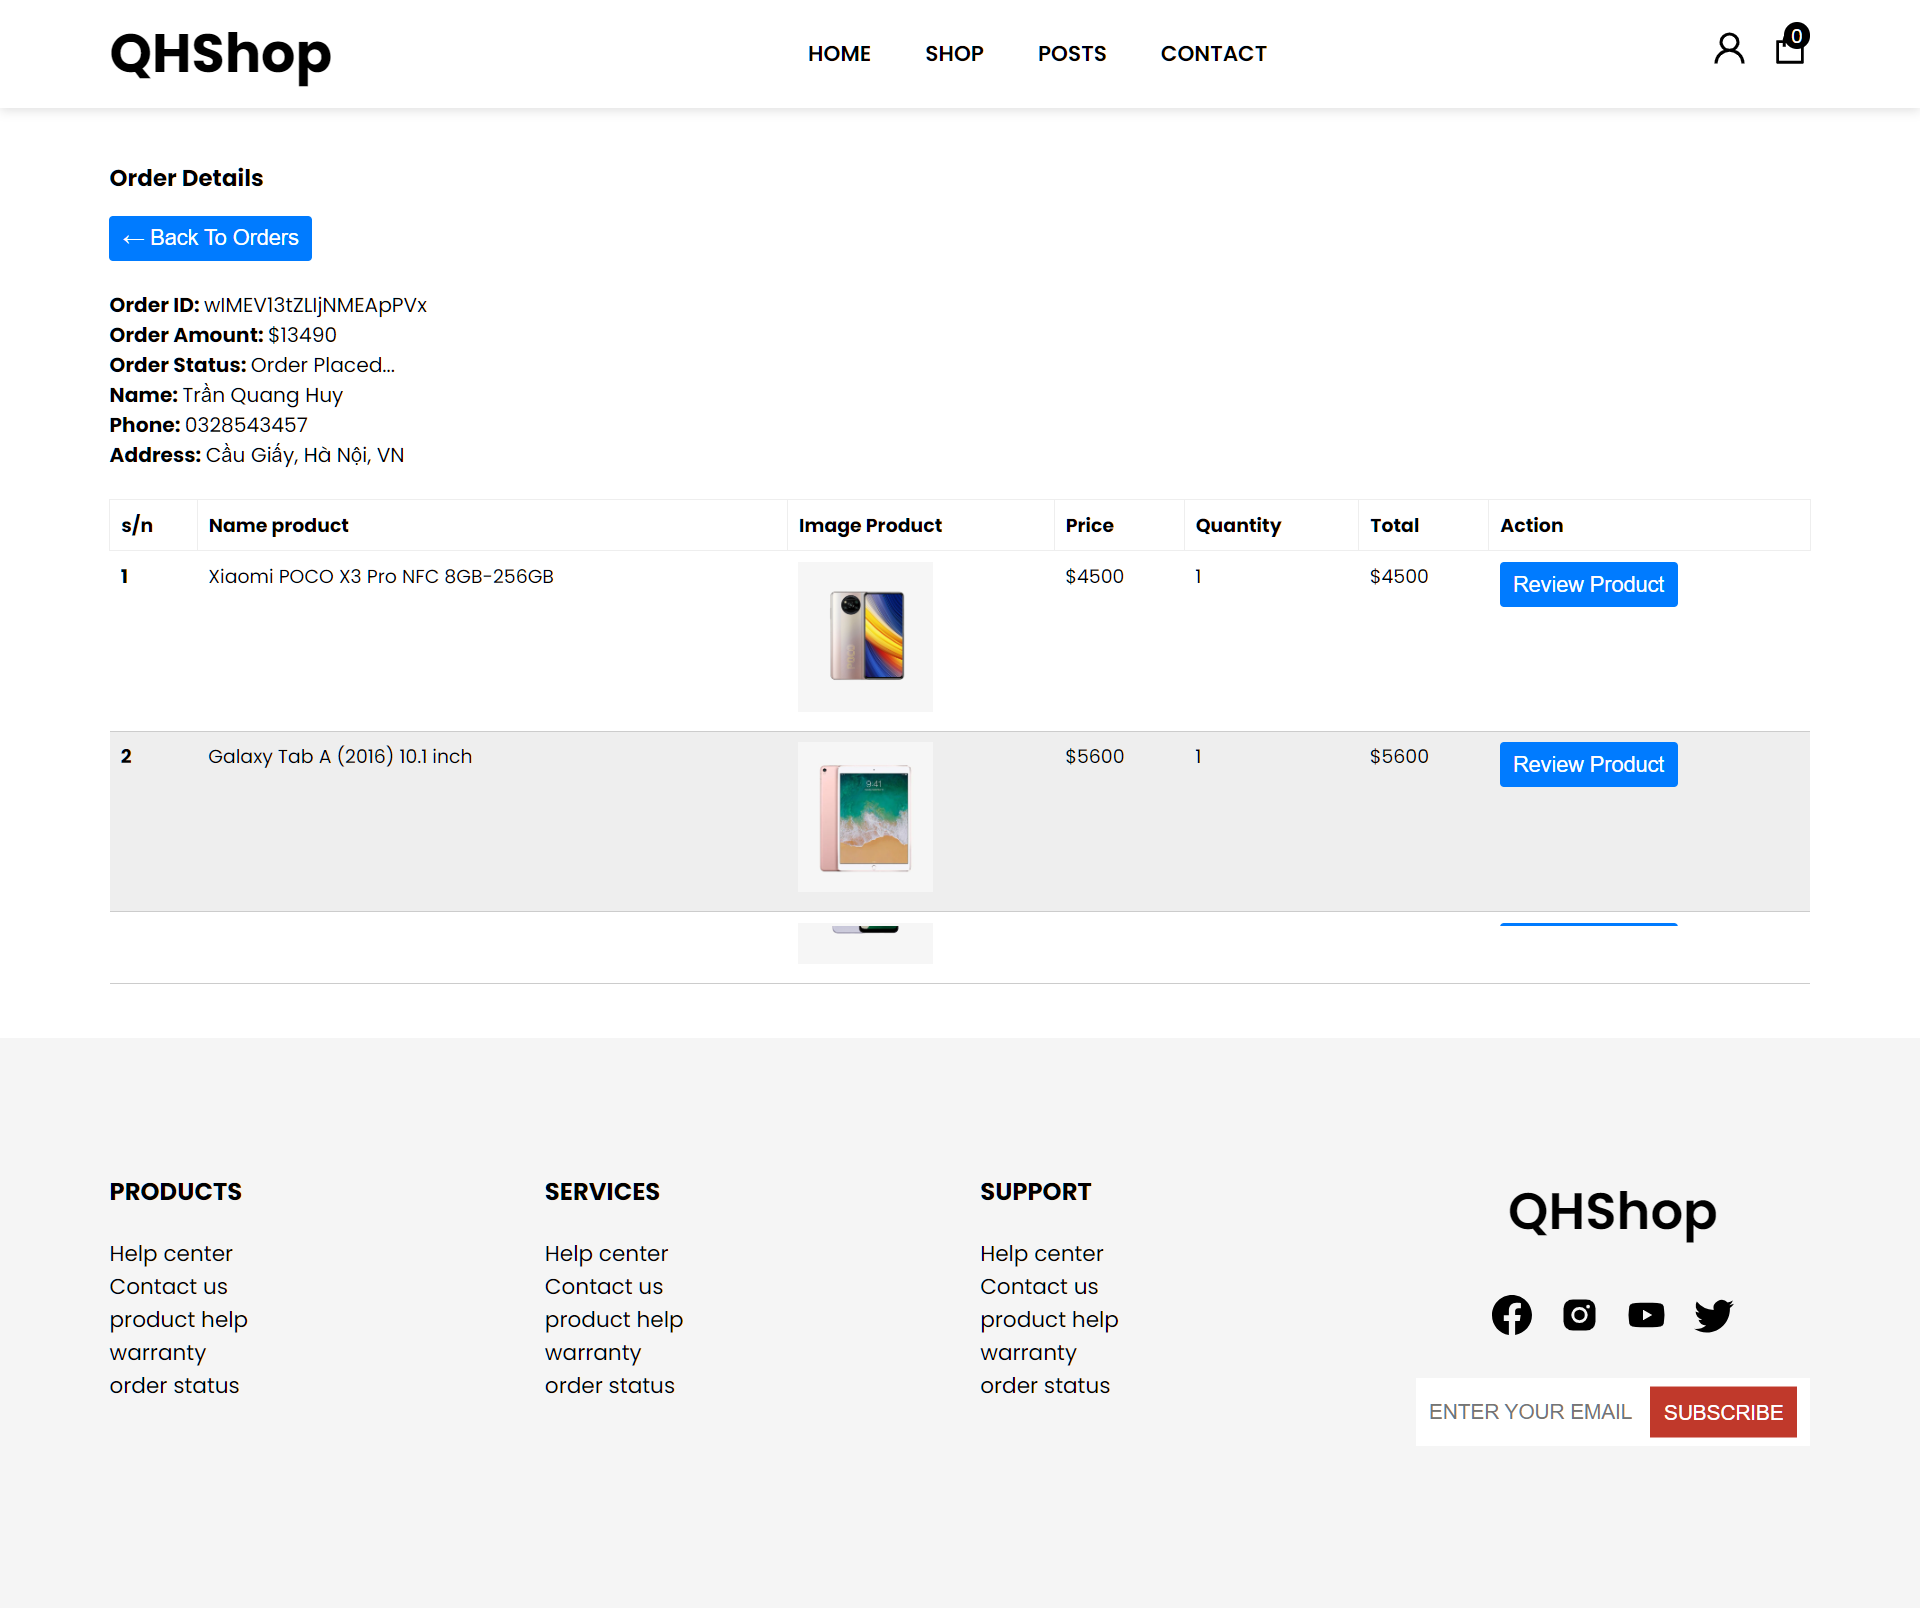 QHShop
HOME SHOP POSTS CONTACT
0
Order Details
← Back To Orders
Order ID: wIMEV13tZLIjNMEApPVx
Order Amount: $13490
Order Status: Order Placed...
Name: Trần Quang Huy
Phone: 0328543457
Address: Cầu Giấy, Hà Nội, VN
s/n Name product Image Product Price Quantity Total Action
1 Xiaomi POCO X3 Pro NFC 8GB-256GB $4500 1 $4500 Review Product
POCO
2 Galaxy Tab A (2016) 10.1 inch $5600 1 $5600 Review Product
9:41
PRODUCTS
Help center
Contact us
product help
warranty
order status
SERVICES
Help center
Contact us
product help
warranty
order status
SUPPORT
Help center
Contact us
product help
warranty
order status
QHShop
ENTER YOUR EMAIL SUBSCRIBE